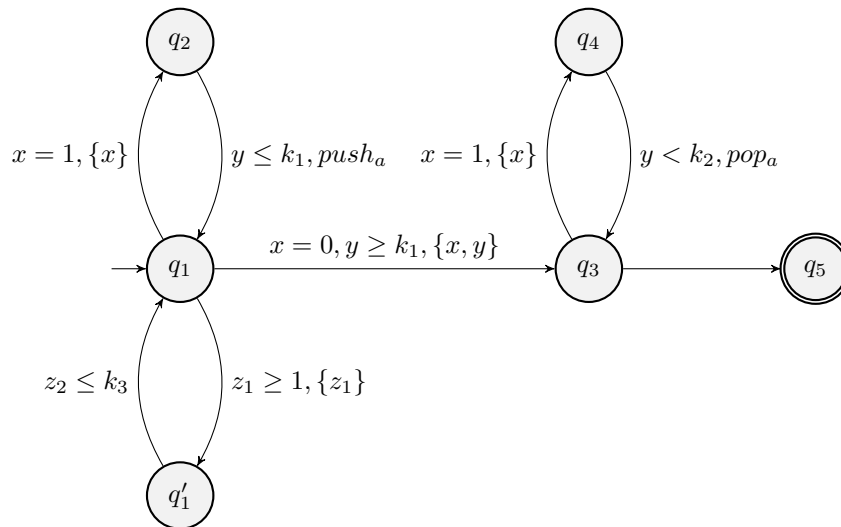 q₂
q₄
x = 1, {x}
y ≤ k₁, pushₐ
x = 1, {x}
y < k₂, popₐ
x = 0, y ≥ k₁, {x, y}
q₁
q₃
q₅
z₂ ≤ k₃
z₁ ≥ 1, {z₁}
q₁′